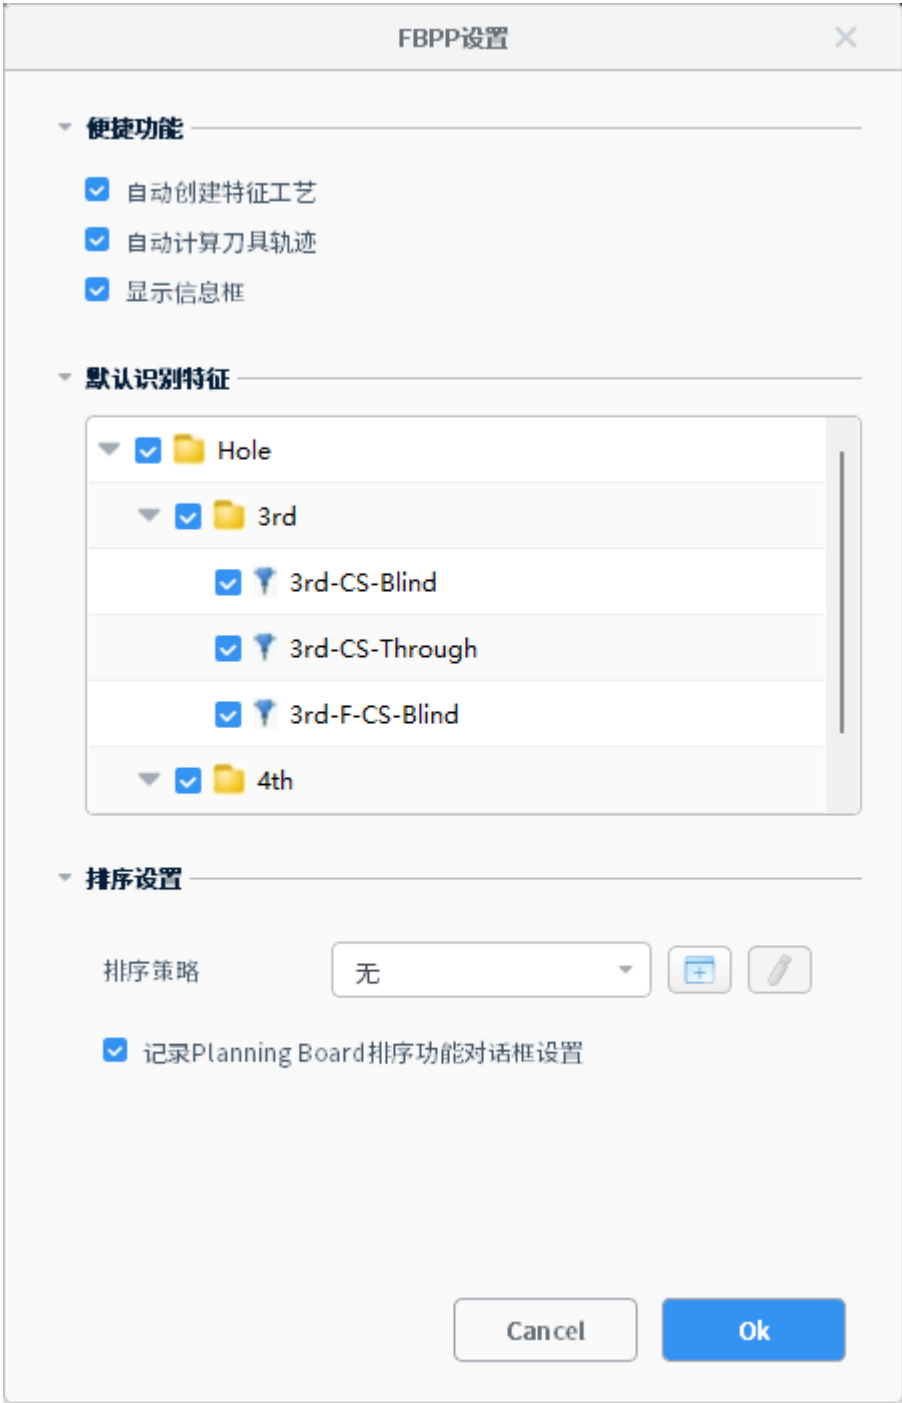 FBPP设置
便捷功能
自动创建特征工艺
自动计算刀具轨迹
显示信息框
默认识别特征
Hole
3rd
3rd-CS-Blind
3rd-CS-Through
3rd-F-CS-Blind
4th
排序设置
排序策略 无
记录Planning Board排序功能对话框设置
Cancel Ok